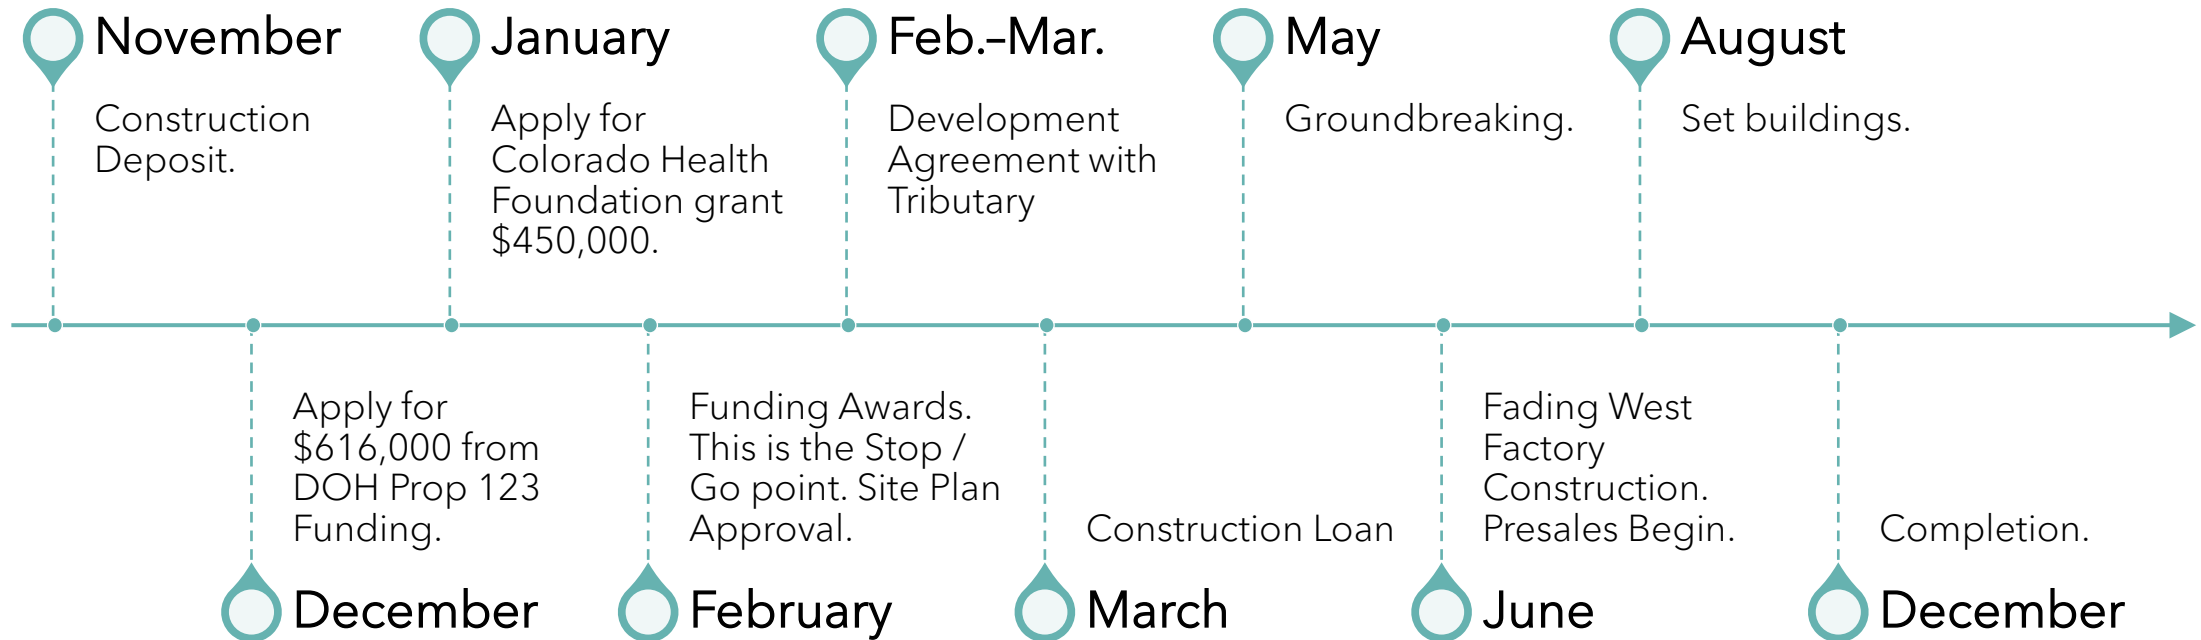 November
Construction
Deposit.
December
Apply for
$616,000 from
DOH Prop 123
Funding.
January
Apply for
Colorado Health
Foundation grant
$450,000.
February
Funding Awards.
This is the Stop /
Go point. Site Plan
Approval.
Feb.–Mar.
Development
Agreement with
Tributary
March
Construction Loan
May
Groundbreaking.
June
Fading West
Factory
Construction.
Presales Begin.
August
Set buildings.
December
Completion.